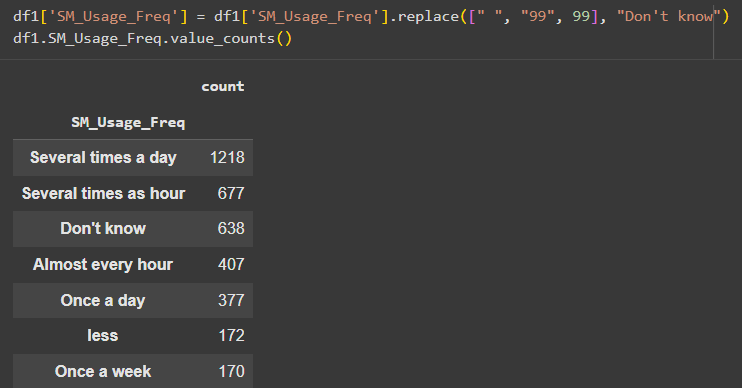 df1['SM_Usage_Freq'] = df1['SM_Usage_Freq'].replace([" ", "99", 99], "Don't know")
df1.SM_Usage_Freq.value_counts()
count
SM_Usage_Freq
Several times a day 1218
Several times as hour 677
Don't know 638
Almost every hour 407
Once a day 377
less 172
Once a week 170